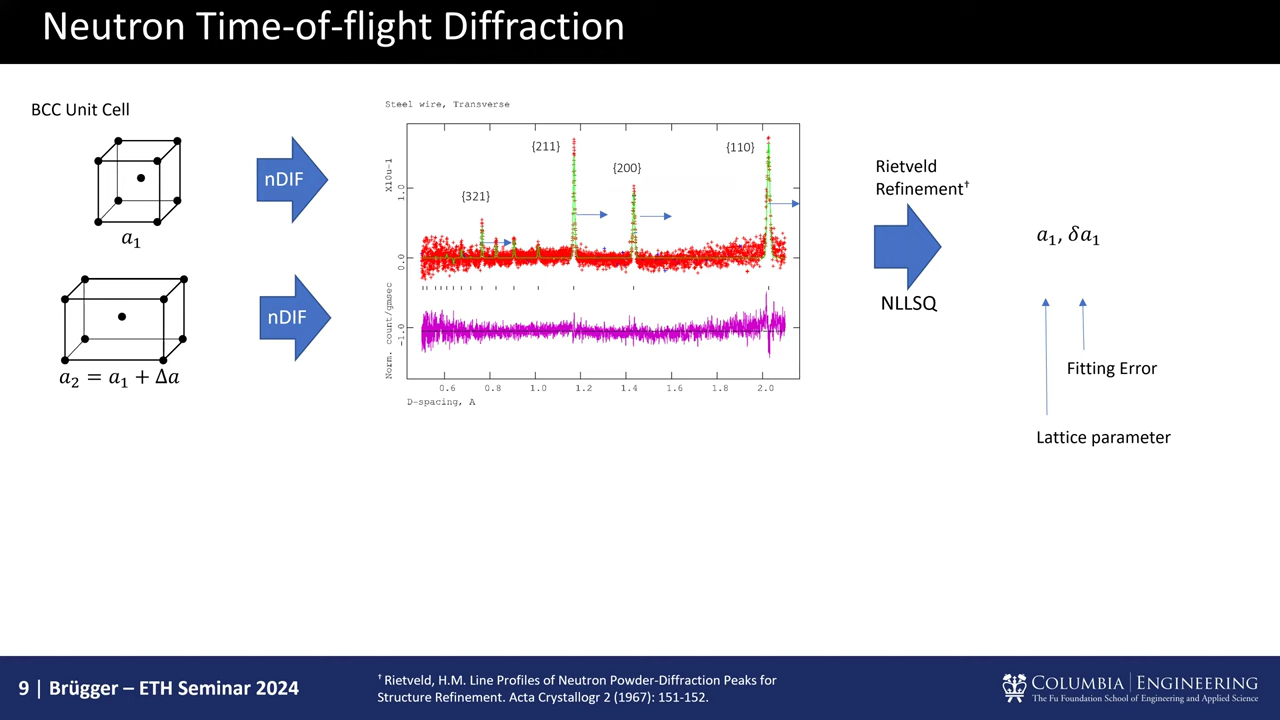 Neutron Time-of-flight Diffraction
BCC Unit Cell
nDIF
a₁
nDIF
a₂ = a₁ + Δa
Steel wire, Transverse
{321}
{211}
{200}
{110}
X10u-1
1.0
0.0
-1.0
Norm. count/gmsec
0.6 0.8 1.0 1.2 1.4 1.6 1.8 2.0
D-spacing, A
Rietveld
Refinement†
NLLSQ
a₁, δa₁
Fitting Error
Lattice parameter
9 | Brügger – ETH Seminar 2024
† Rietveld, H.M. Line Profiles of Neutron Powder-Diffraction Peaks for
Structure Refinement. Acta Crystallogr 2 (1967): 151-152.
COLUMBIA | ENGINEERING
The Fu Foundation School of Engineering and Applied Science